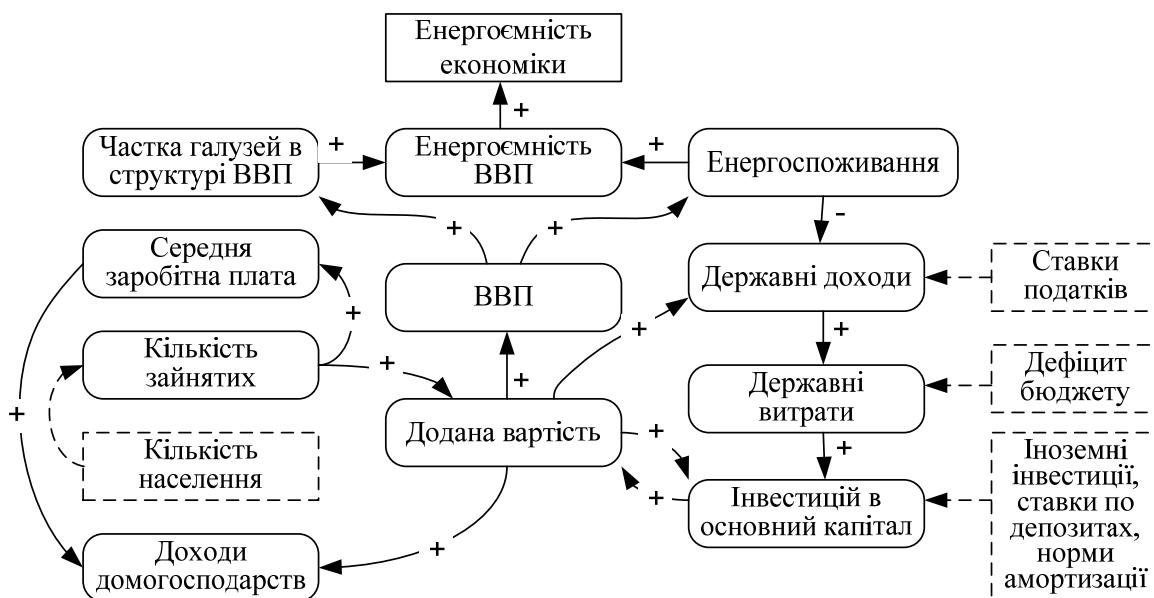 Енергоємність
економіки
+
Частка галузей в
структурі ВВП
+
Енергоємність
ВВП
+
Енергоспоживання
-
+
+
Середня
заробітна плата
ВВП
Державні доходи
Ставки
податків
+
+
+
Кількість
зайнятих
+
+
Державні
витрати
Дефіцит
бюджету
+
Додана вартість
+
+
Кількість
населення
+
Інвестицій в
основний капітал
Іноземні
інвестиції,
ставки по
депозитах,
норми
амортизації
+
Доходи
домогосподарств